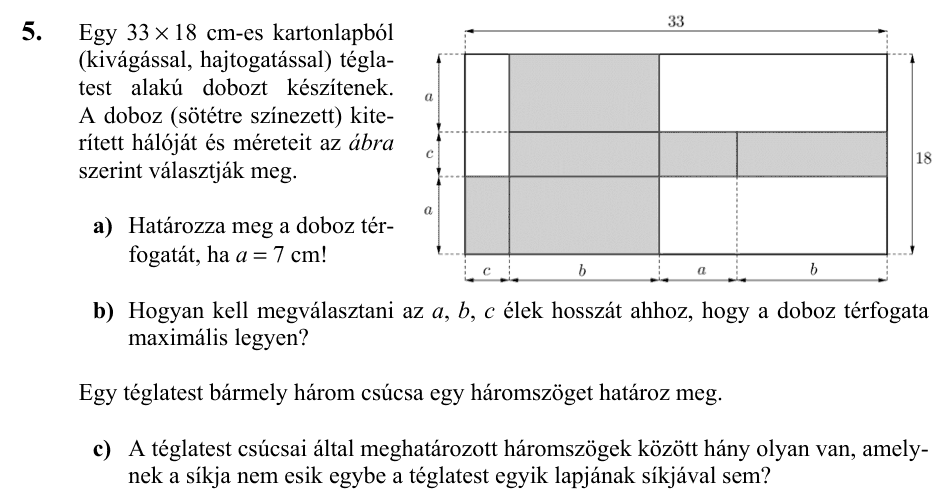 5. Egy 33 × 18 cm-es kartonlapból
(kivágással, hajtogatással) tégla-
test alakú dobozt készítenek.
A doboz (sötétre színezett) kite-
rített hálóját és méreteit az ábra
szerint választják meg.
a) Határozza meg a doboz tér-
fogatát, ha a = 7 cm!
33
a
c
a
18
c b a b
b) Hogyan kell megválasztani az a, b, c élek hosszát ahhoz, hogy a doboz térfogata
maximális legyen?
Egy téglatest bármely három csúcsa egy háromszöget határoz meg.
c) A téglatest csúcsai által meghatározott háromszögek között hány olyan van, amely-
nek a síkja nem esik egybe a téglatest egyik lapjának síkjával sem?